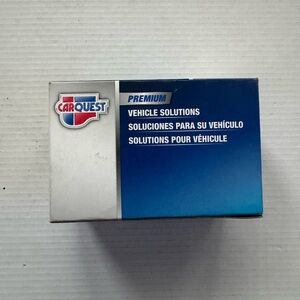 CARQUEST
PREMIUM
VEHICLE SOLUTIONS
SOLUCIONES PARA SU VEHÍCULO
SOLUTIONS POUR VÉHICULE